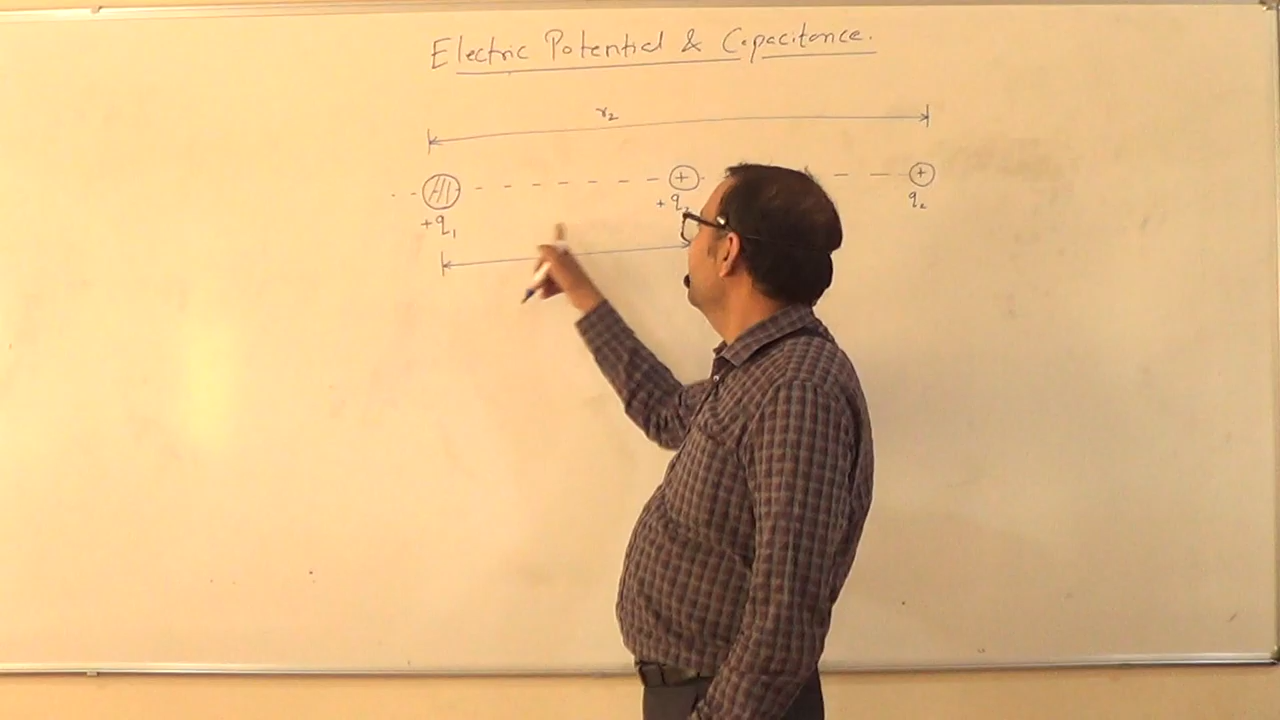 Electric Potential & Capacitance.
r₂
+ + 
+q₁ +q₂ q₂